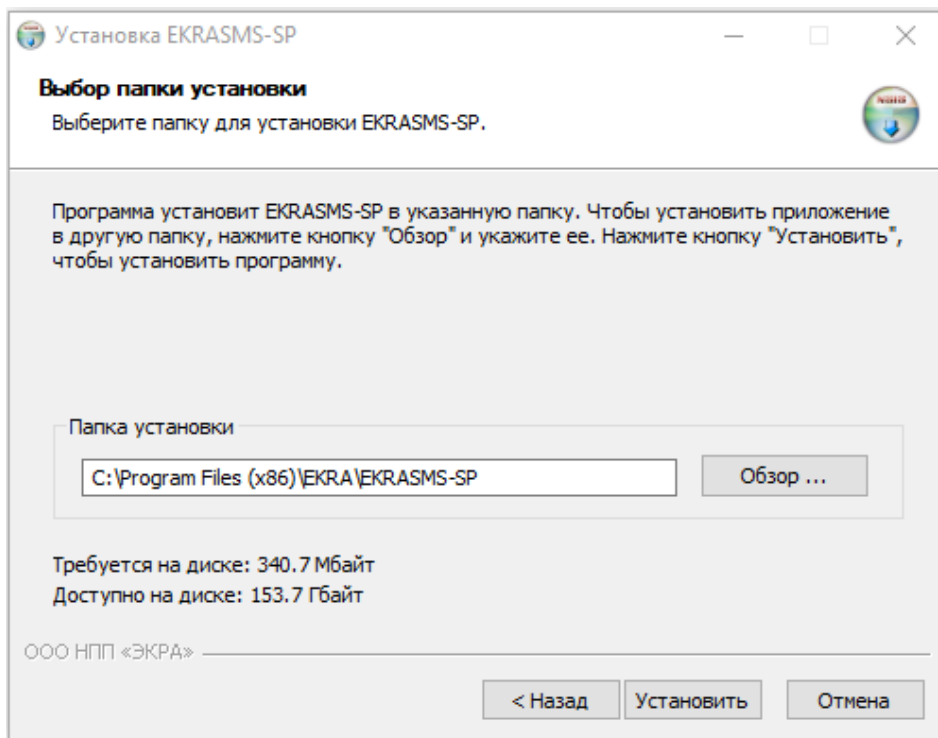 Установка EKRASMS-SP
Выбор папки установки
Выберите папку для установки EKRASMS-SP.
Программа установит EKRASMS-SP в указанную папку. Чтобы установить приложение
в другую папку, нажмите кнопку "Обзор" и укажите ее. Нажмите кнопку "Установить",
чтобы установить программу.
Папка установки
C:\Program Files (x86)\EKRA\EKRASMS-SP
Обзор ...
Требуется на диске: 340.7 Мбайт
Доступно на диске: 153.7 Гбайт
ООО НПП «ЭКРА»
< Назад Установить Отмена